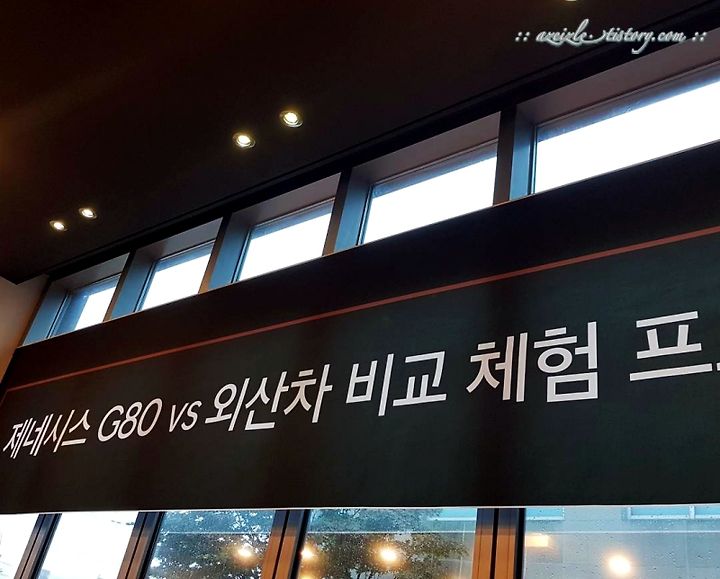 :: azeizle.tistory.com ::
제네시스 G80 vs 외산차 비교 체험 프